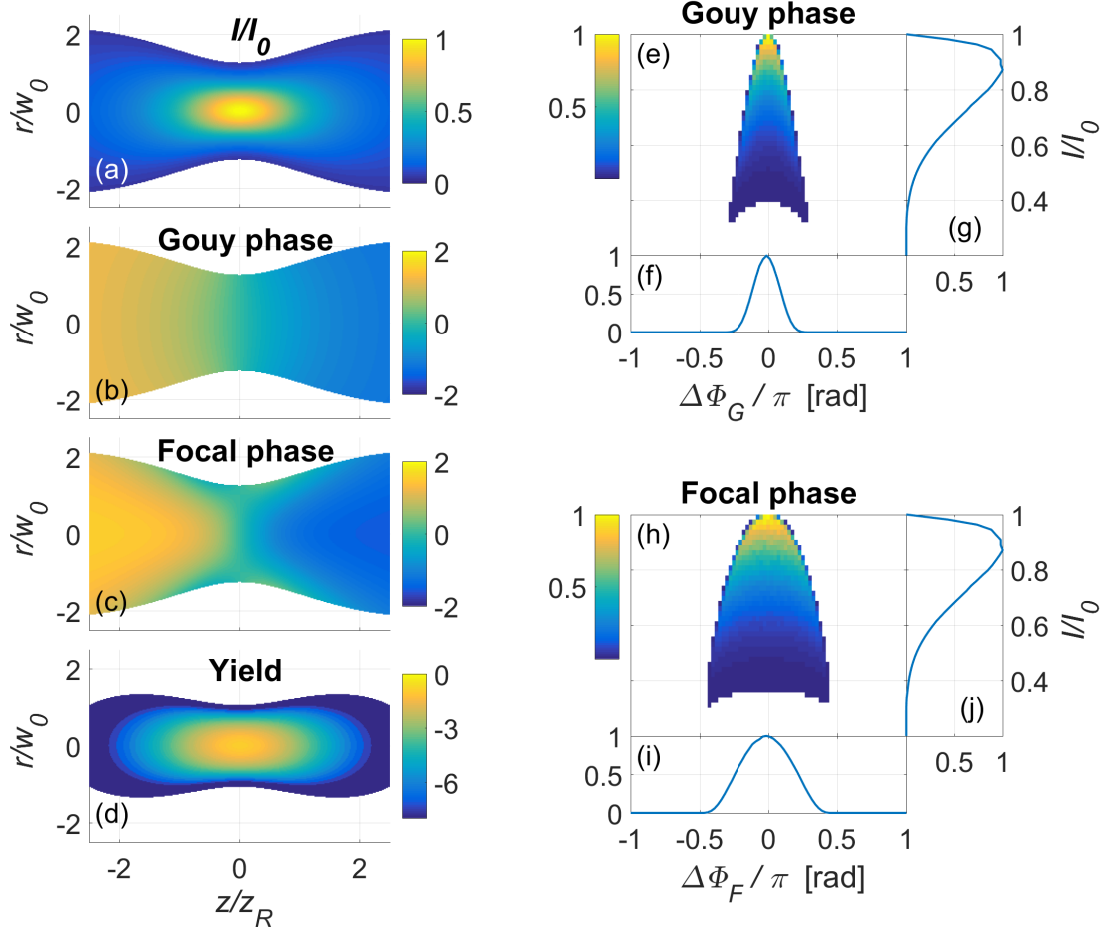 I/I0
r/w0
2
0
-2
(a)
1
0.5
0
Gouy phase
r/w0
2
0
-2
(b)
2
0
-2
Focal phase
r/w0
2
0
-2
(c)
2
0
-2
Yield
r/w0
2
0
-2
(d)
0
-3
-6
-2
0
2
z/zR
Gouy phase
0.5
(e)
(g)
1
0.8
0.6
0.4
I/I0
0.5
1
(f)
1
0.5
0
-1
-0.5
0
0.5
1
ΔΦG / π [rad]
Focal phase
0.5
(h)
(j)
1
0.8
0.6
0.4
I/I0
0.5
1
(i)
1
0.5
0
-1
-0.5
0
0.5
1
ΔΦF / π [rad]